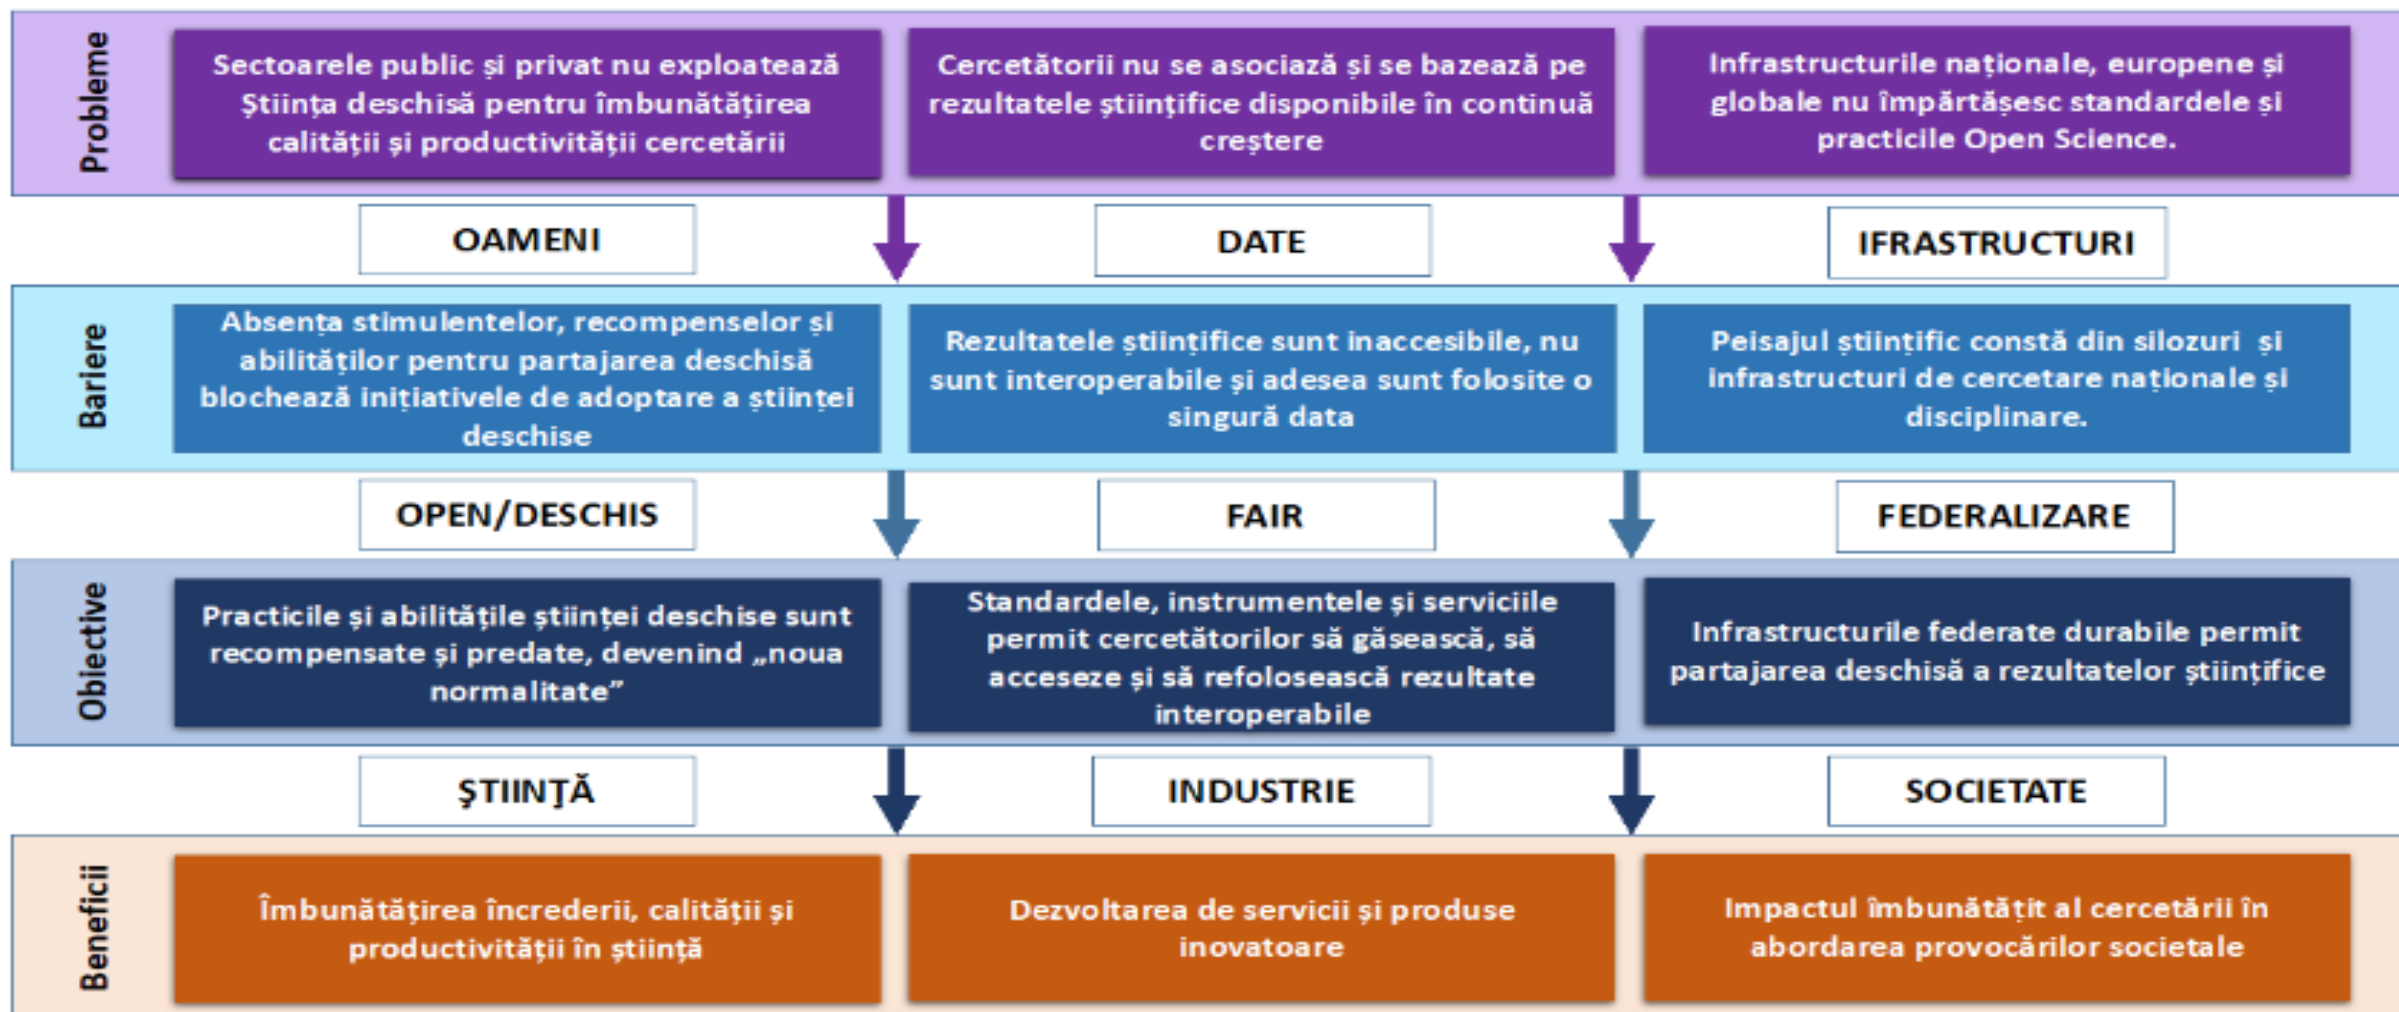 Probleme
Sectoarele public și privat nu exploatează
Știința deschisă pentru îmbunătățirea
calității și productivității cercetării
Cercetătorii nu se asociază și se bazează pe
rezultatele științifice disponibile în continuă
creștere
Infrastructurile naționale, europene și
globale nu împărtășesc standardele și
practicile Open Science.
OAMENI
DATE
IFRASTRUCTURI
Bariere
Absența stimulentelor, recompenselor și
abilităților pentru partajarea deschisă
blochează inițiativele de adoptare a științei
deschise
Rezultatele științifice sunt inaccesibile, nu
sunt interoperabile și adesea sunt folosite o
singură data
Peisajul științific constă din silozuri  și
infrastructuri de cercetare naționale și
disciplinare.
OPEN/DESCHIS
FAIR
FEDERALIZARE
Obiective
Practicile și abilitățile științei deschise sunt
recompensate și predate, devenind „noua
normalitate”
Standardele, instrumentele și serviciile
permit cercetătorilor să găsească, să
acceseze și să refolosească rezultate
interoperabile
Infrastructurile federate durabile permit
partajarea deschisă a rezultatelor științifice
ŞTIINŢĂ
INDUSTRIE
SOCIETATE
Beneficii
Îmbunătățirea încrederii, calității și
productivității în știință
Dezvoltarea de servicii și produse
inovatoare
Impactul îmbunătățit al cercetării în
abordarea provocărilor societale